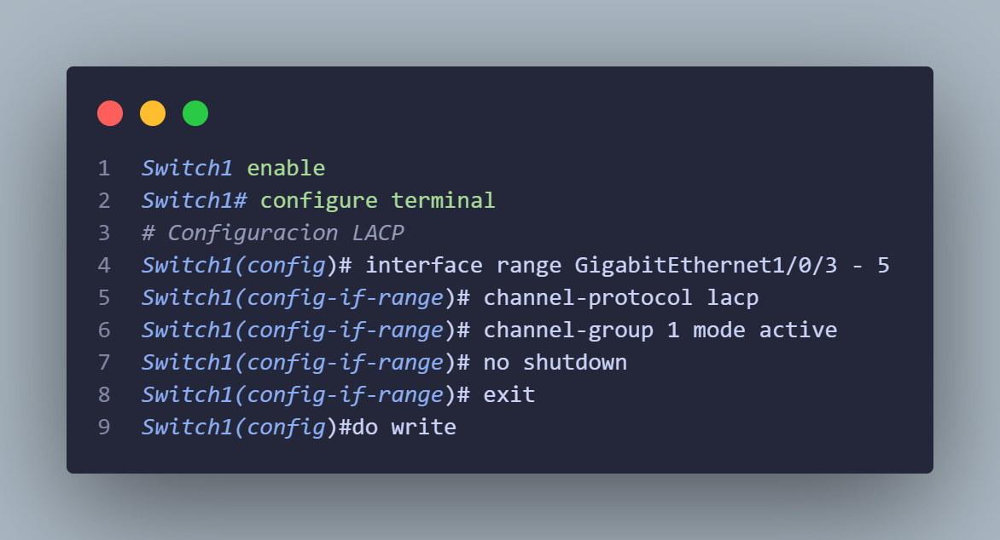 1 Switch1 enable
2 Switch1# configure terminal
3 # Configuracion LACP
4 Switch1(config)# interface range GigabitEthernet1/0/3 - 5
5 Switch1(config-if-range)# channel-protocol lacp
6 Switch1(config-if-range)# channel-group 1 mode active
7 Switch1(config-if-range)# no shutdown
8 Switch1(config-if-range)# exit
9 Switch1(config)#do write